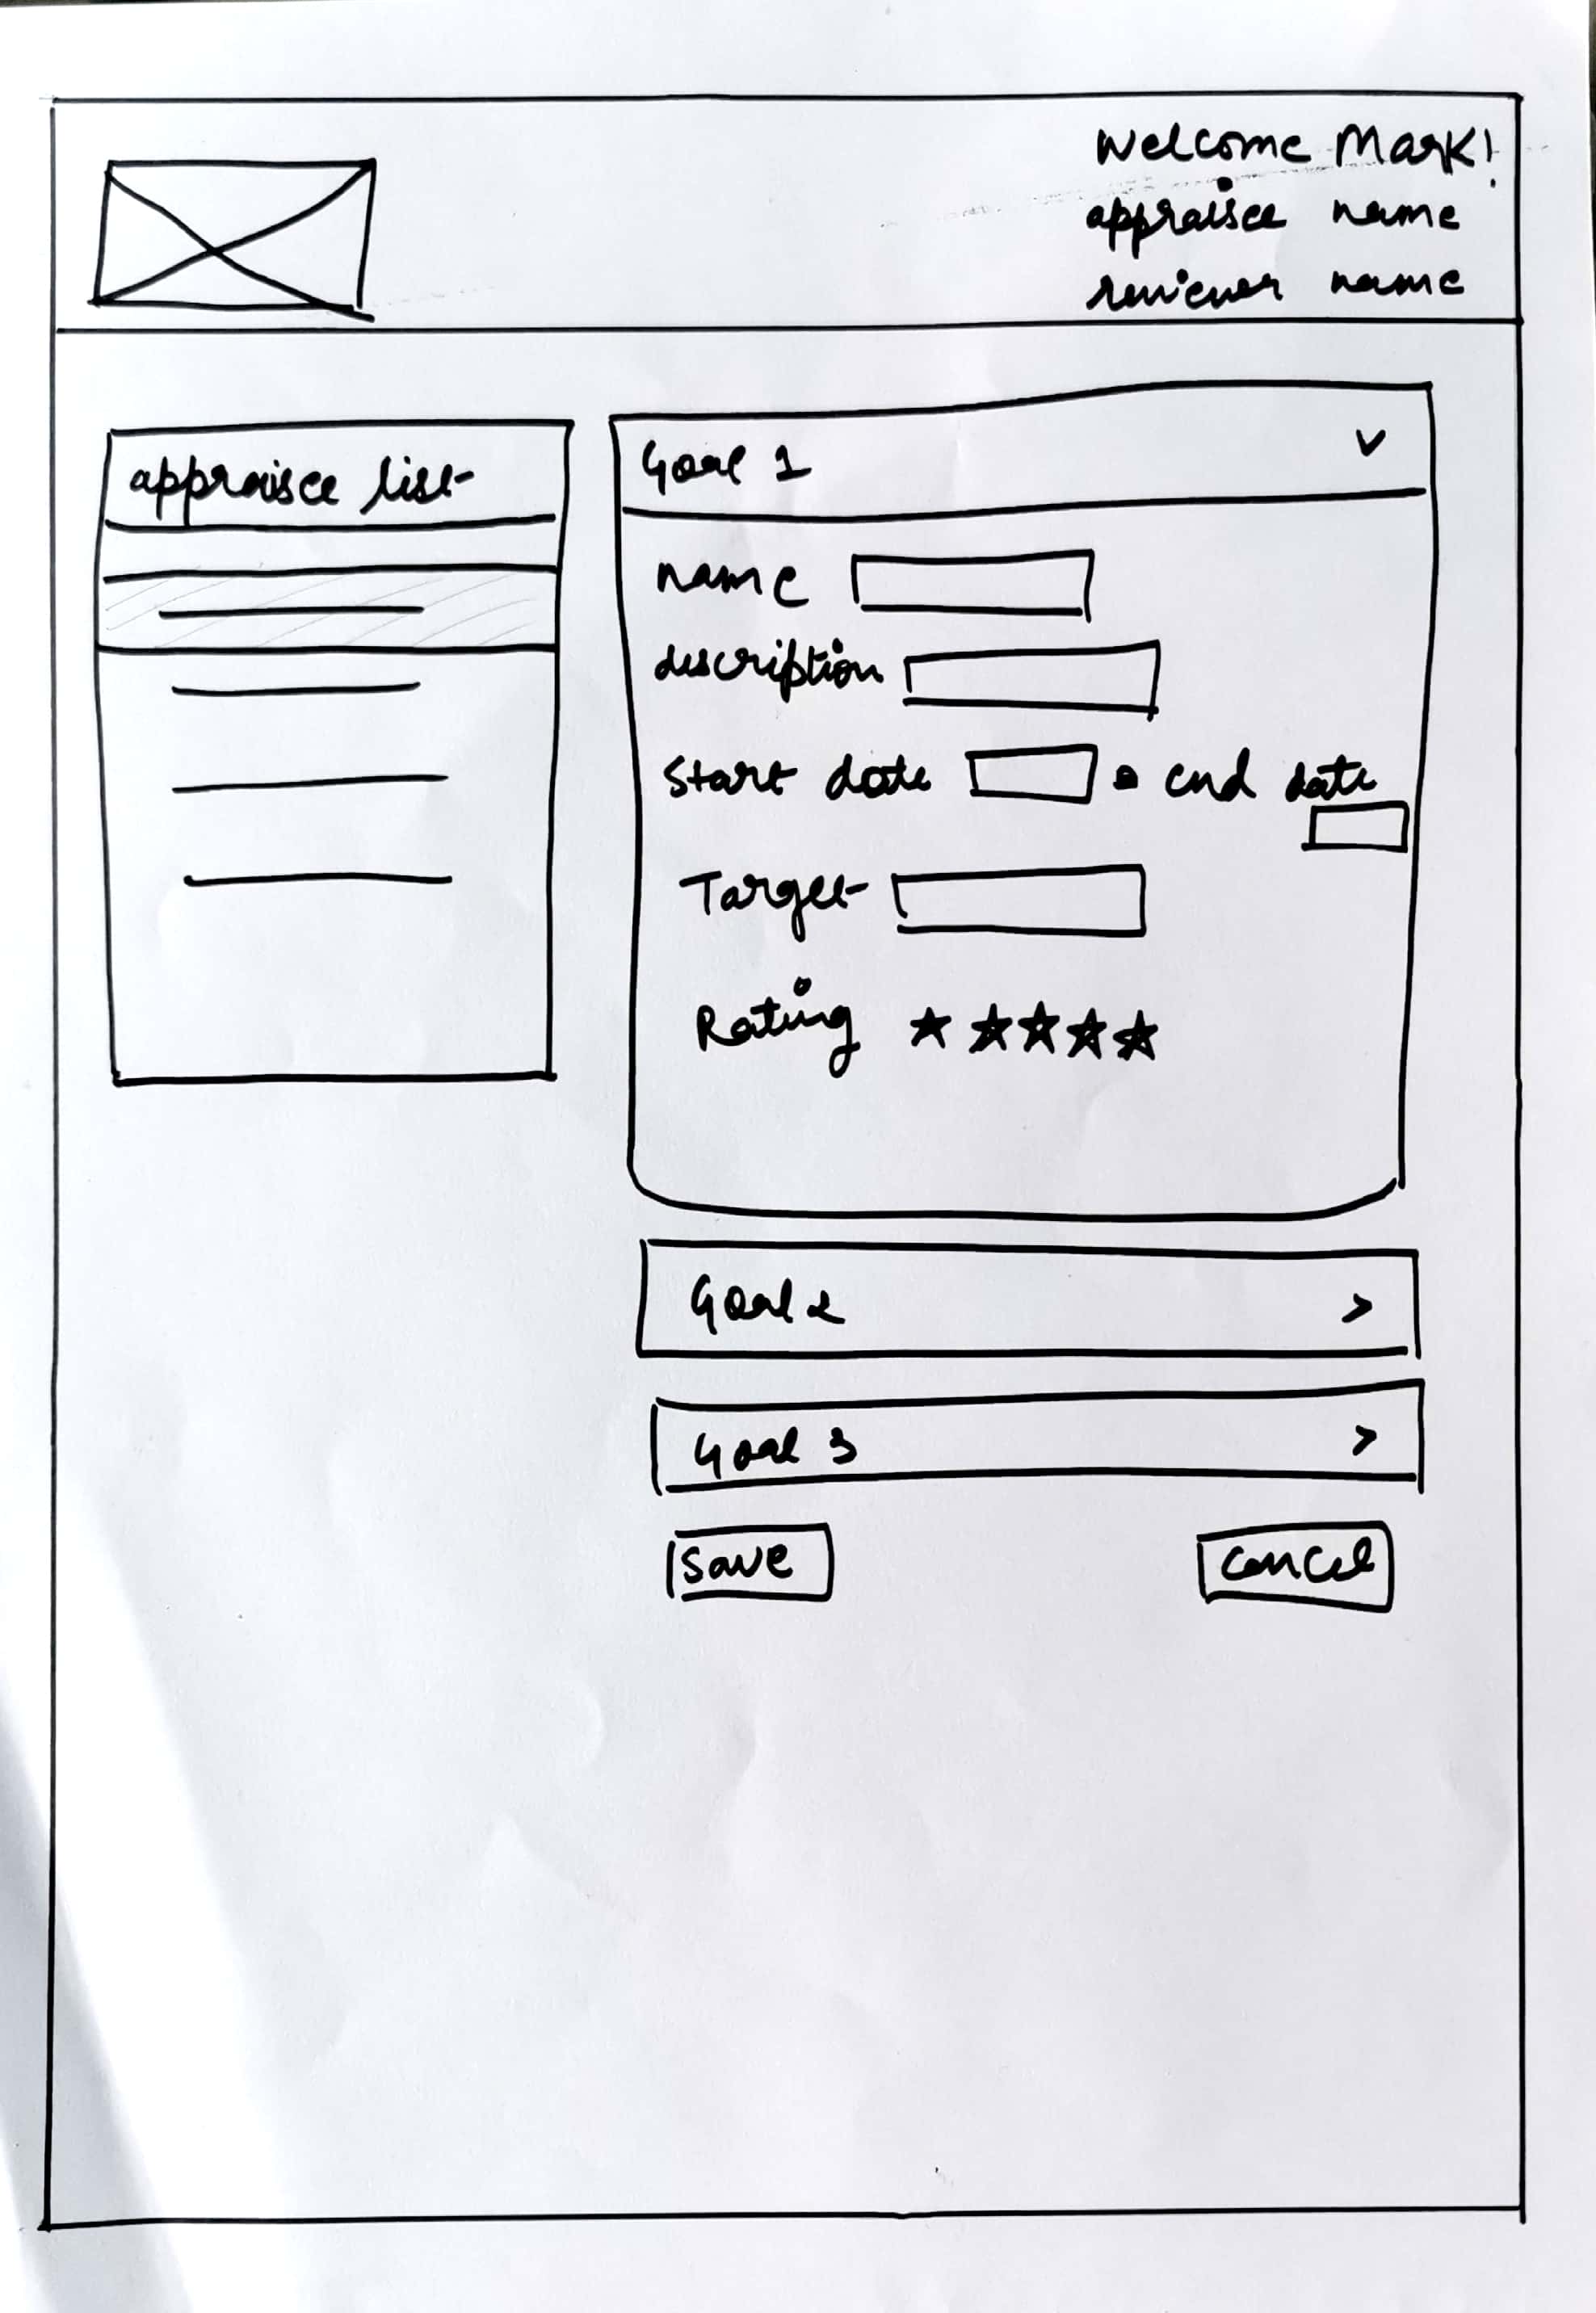 Welcome Mark!
appraisee name
reviewer name
appraisee list
Goal 1
name
description
Start date end date
Target
Rating
Goal 2
Goal 3
Save
Cancel